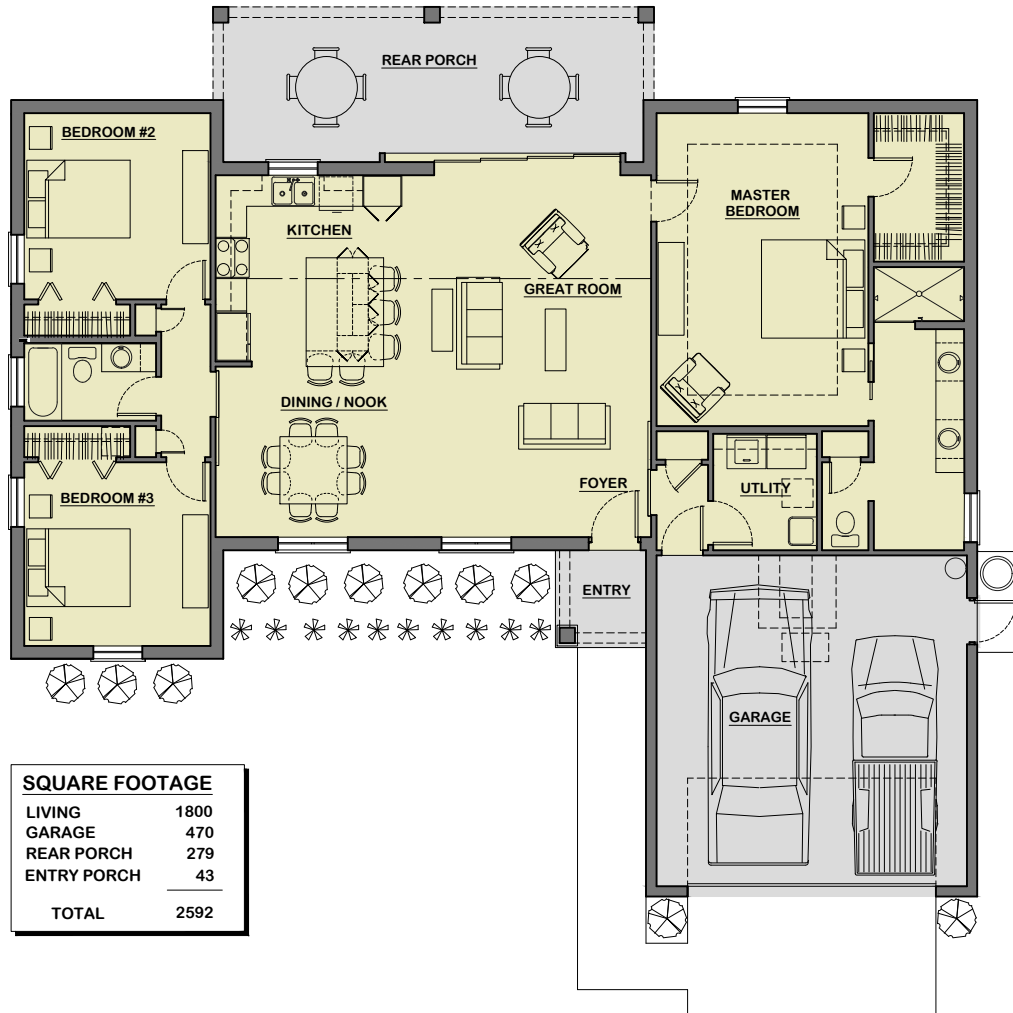 REAR PORCH
BEDROOM #2
MASTER
BEDROOM
KITCHEN
GREAT ROOM
DINING / NOOK
FOYER
UTLITY
BEDROOM #3
ENTRY
GARAGE
SQUARE FOOTAGE
LIVING 1800
GARAGE 470
REAR PORCH 279
ENTRY PORCH 43
TOTAL 2592